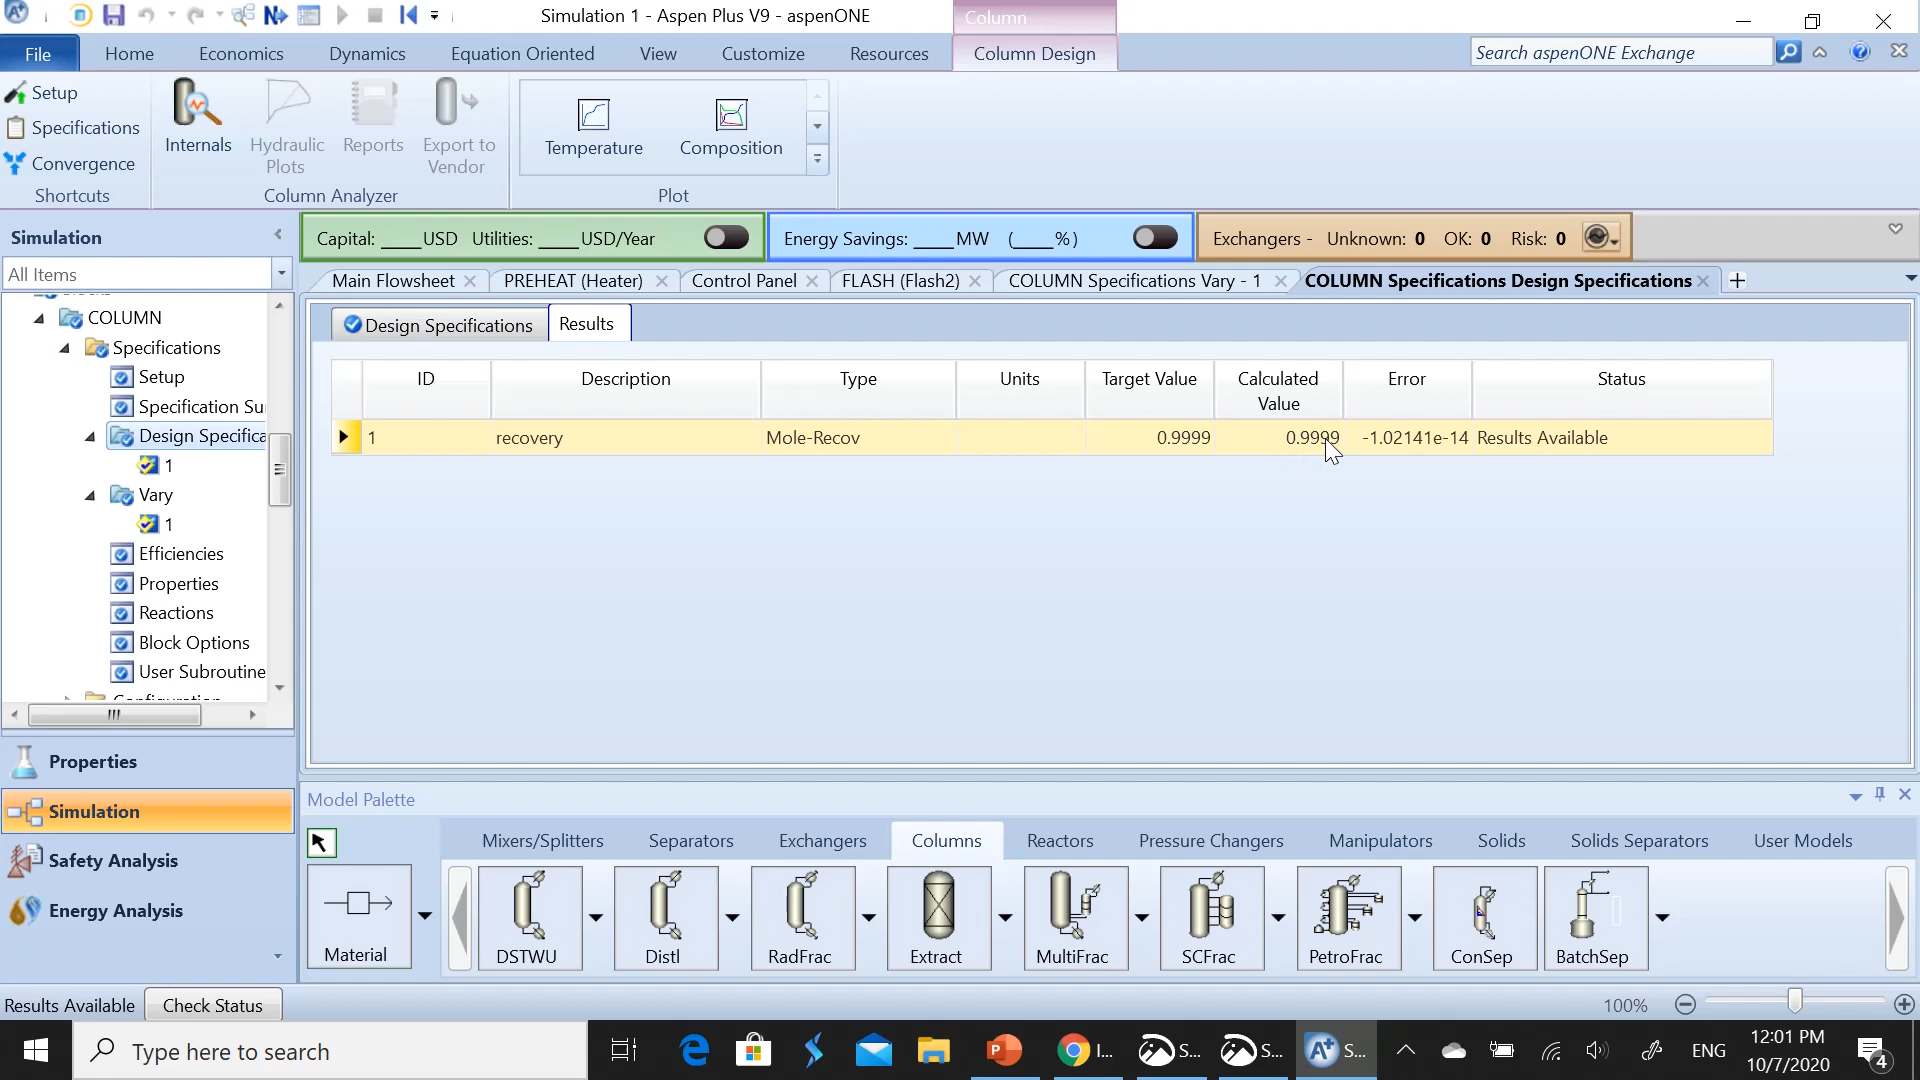 Simulation 1 - Aspen Plus V9 - aspenONE
Column
File
Home
Economics
Dynamics
Equation Oriented
View
Customize
Resources
Column Design
Search aspenONE Exchange
Setup
Specifications
Convergence
Shortcuts
Internals
Hydraulic
Plots
Reports
Export to
Vendor
Column Analyzer
Temperature
Composition
Plot
Simulation
All Items
Capital: ____USD Utilities: ____USD/Year
Energy Savings: ____MW (____%)
Exchangers - Unknown: 0 OK: 0 Risk: 0
Main Flowsheet
PREHEAT (Heater)
Control Panel
FLASH (Flash2)
COLUMN Specifications Vary - 1
COLUMN Specifications Design Specifications
COLUMN
Specifications
Setup
Specification Su
Design Specifica
1
Vary
1
Efficiencies
Properties
Reactions
Block Options
User Subroutine
Design Specifications
Results
ID
Description
Type
Units
Target Value
Calculated
Value
Error
Status
1
recovery
Mole-Recov
0.9999
0.9999
-1.02141e-14
Results Available
Properties
Simulation
Safety Analysis
Energy Analysis
Model Palette
Mixers/Splitters
Separators
Exchangers
Columns
Reactors
Pressure Changers
Manipulators
Solids
Solids Separators
User Models
Material
DSTWU
Distl
RadFrac
Extract
MultiFrac
SCFrac
PetroFrac
ConSep
BatchSep
Results Available
Check Status
100%
Type here to search
I...
S...
S...
S...
ENG
12:01 PM
10/7/2020
4